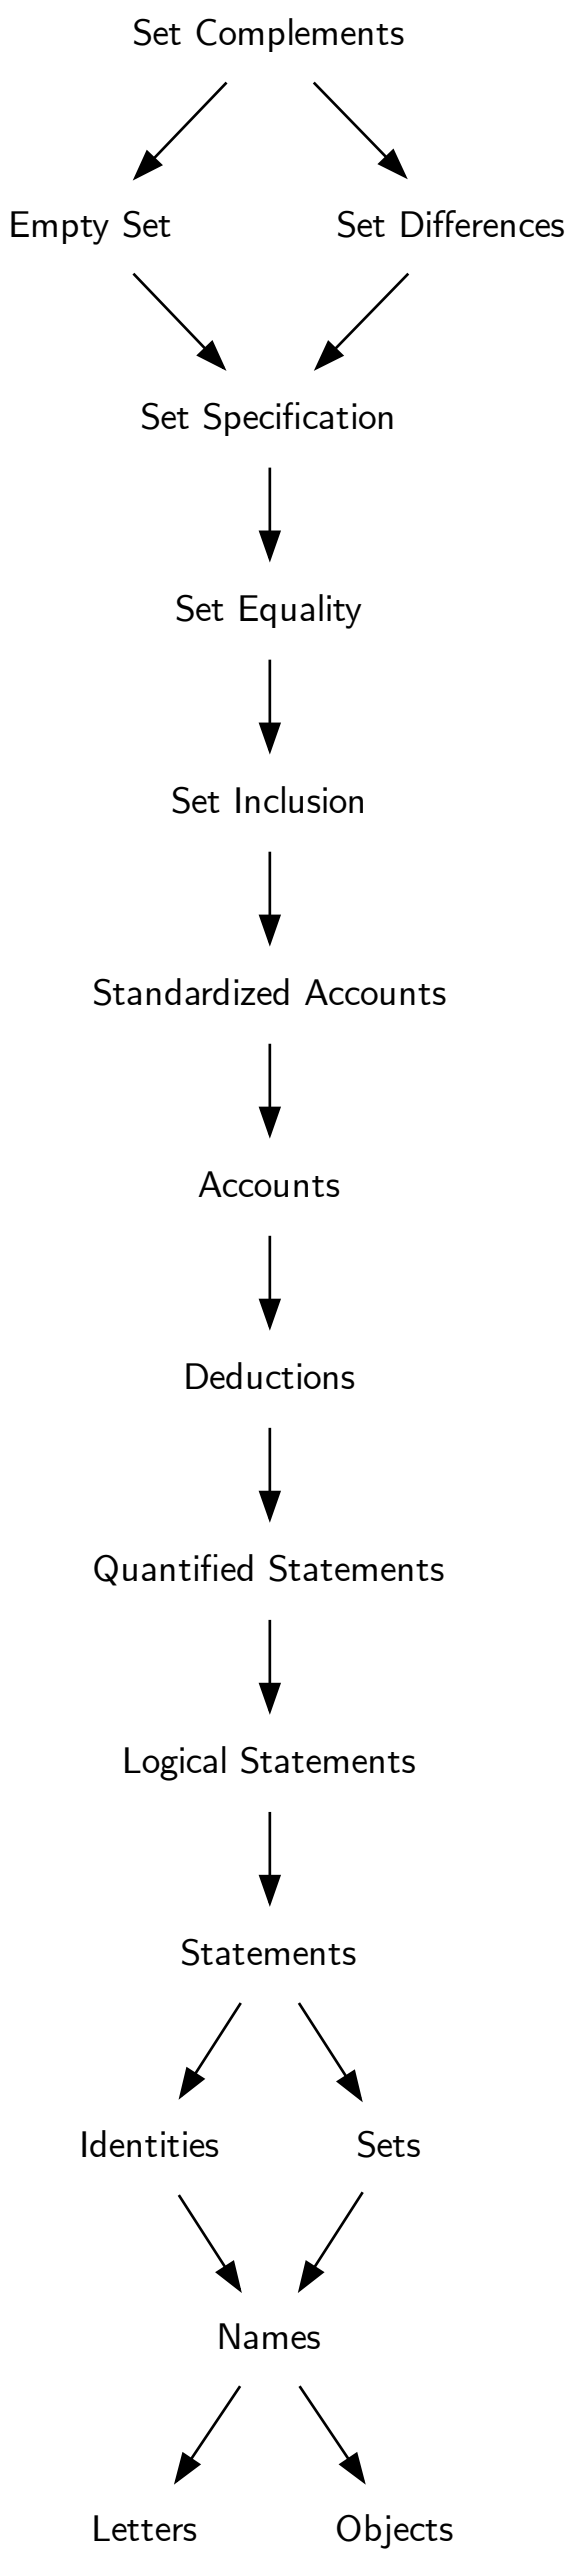 Set Complements
Empty Set
Set Differences
Set Specification
Set Equality
Set Inclusion
Standardized Accounts
Accounts
Deductions
Quantified Statements
Logical Statements
Statements
Identities
Sets
Names
Letters
Objects